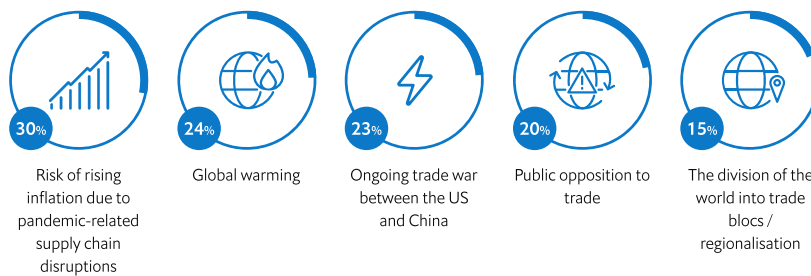 30%
Risk of rising
inflation due to
pandemic-related
supply chain
disruptions
24%
Global warming
23%
Ongoing trade war
between the US
and China
20%
Public opposition to
trade
15%
The division of the
world into trade
blocs /
regionalisation